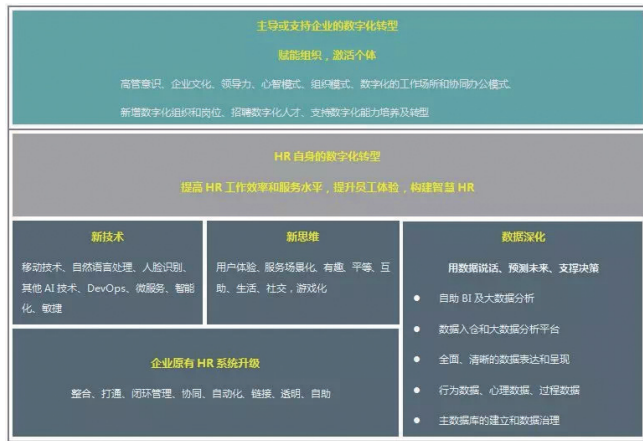 主导或支持企业的数字化转型
赋能组织，激活个体
高管意识、企业文化、领导力、心智模式、组织模式、数字化的工作场所和协同办公模式、
新增数字化组织和岗位、招聘数字化人才、支持数字化能力培养及转型
HR 自身的数字化转型
提高 HR 工作效率和服务水平，提升员工体验，构建智慧 HR
新技术
移动技术、自然语言处理、人脸识别、
其他 AI 技术、DevOps、微服务、智能
化、敏捷
新思维
用户体验、服务场景化、有趣、平等、互
助、生活、社交，游戏化
企业原有 HR 系统升级
整合、打通、闭环管理、协同、自动化、链接、透明、自助
数据深化
用数据说话、预测未来、支撑决策
● 自助 BI 及大数据分析
● 数据入仓和大数据分析平台
● 全面、清晰的数据表达和呈现
● 行为数据、心理数据、过程数据
● 主数据库的建立和数据治理